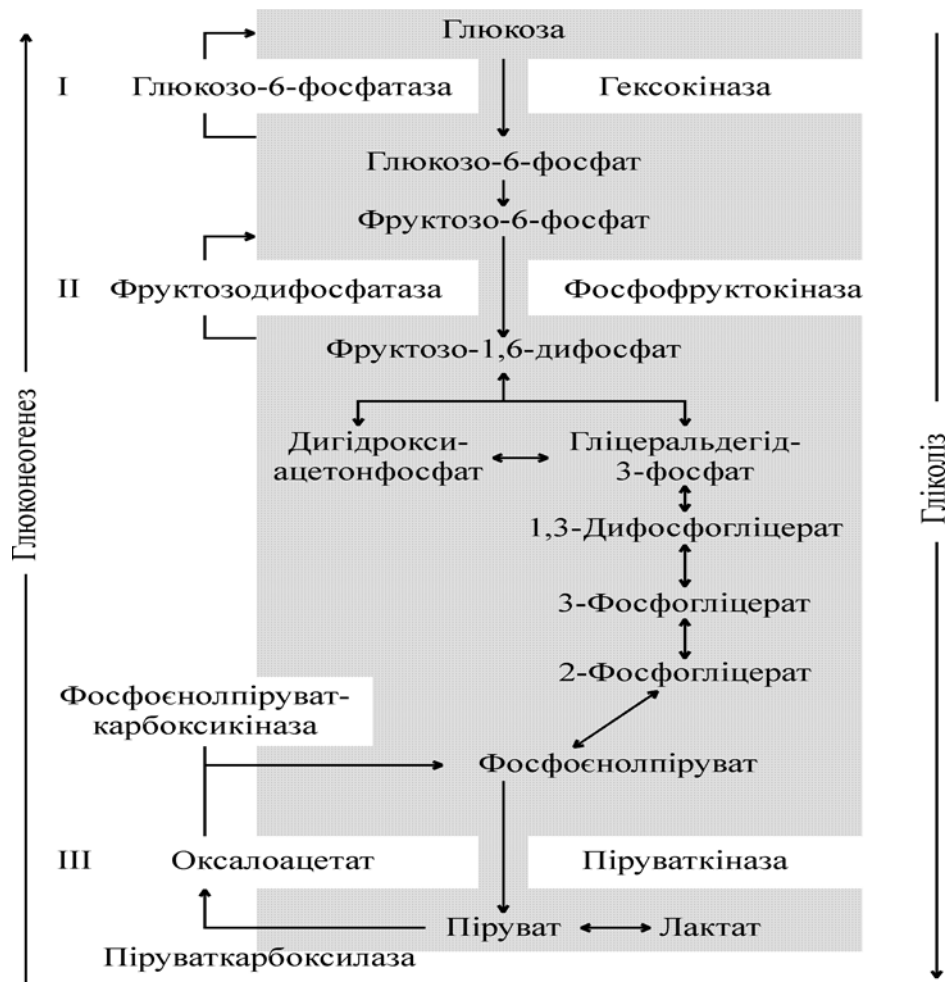 Глюкоза
I Глюкозо-6-фосфатаза Гексокіназа
Глюкозо-6-фосфат
Фруктозо-6-фосфат
II Фруктозодифосфатаза Фосфофруктокіназа
Фруктозо-1,6-дифосфат
Глюконеогенез
Гліколіз
Дигідрокси-
ацетонфосфат
Гліцеральдегід-
3-фосфат
1,3-Дифосфогліцерат
3-Фосфогліцерат
2-Фосфогліцерат
Фосфоєнолпіруват-
карбоксикіназа
Фосфоєнолпіруват
III Оксалоацетат Піруваткіназа
Піруват Лактат
Піруваткарбоксилаза